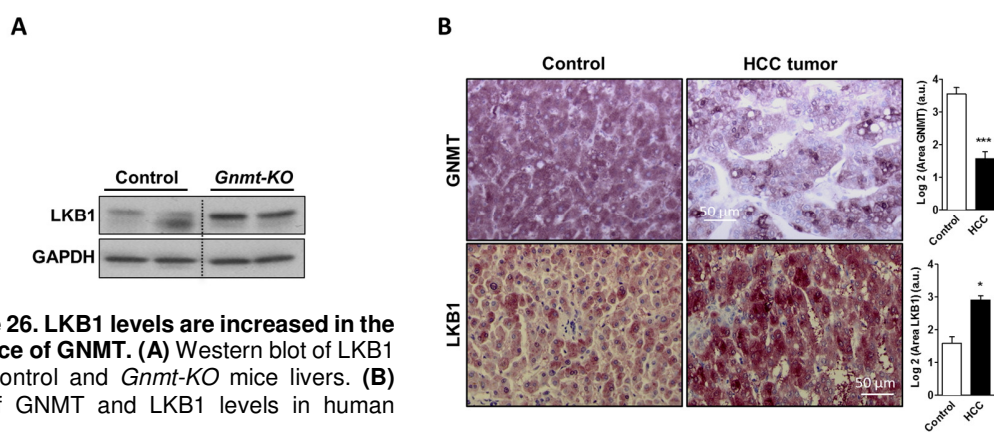 A
Control Gnmt-KO
LKB1
GAPDH
26. LKB1 levels are increased in the
of GNMT. (A) Western blot of LKB1
and Gnmt-KO mice livers. (B)
GNMT and LKB1 levels in human
B
Control HCC tumor
GNMT
50 µm
LKB1
50 µm
Log 2 (Area GNMT) (a.u.)
4
3
2
1
0
***
Control
HCC
Log 2 (Area LKB1) (a.u.)
4
3
2
1
0
*
Control
HCC